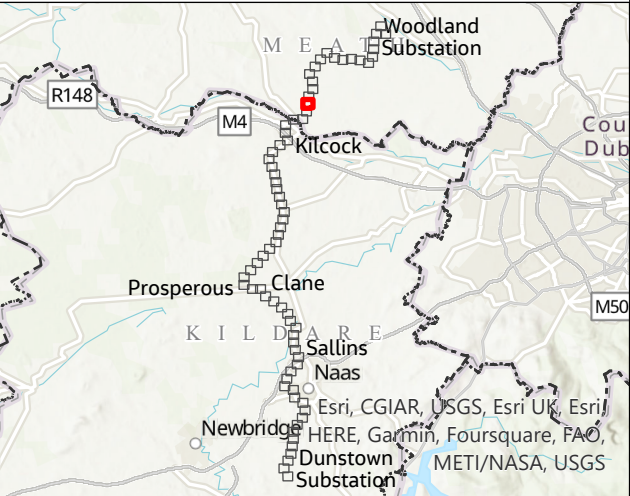 Woodland
Substation
M E A T H
R148
M4
Cou
Dub
Kilcock
Prosperous
Clane
M50
K I L D A R E
Sallins
Naas
Esri, CGIAR, USGS, Esri UK, Esri,
Newbridge
HERE, Garmin, Foursquare, FAO,
Dunstown
METI/NASA, USGS
Substation